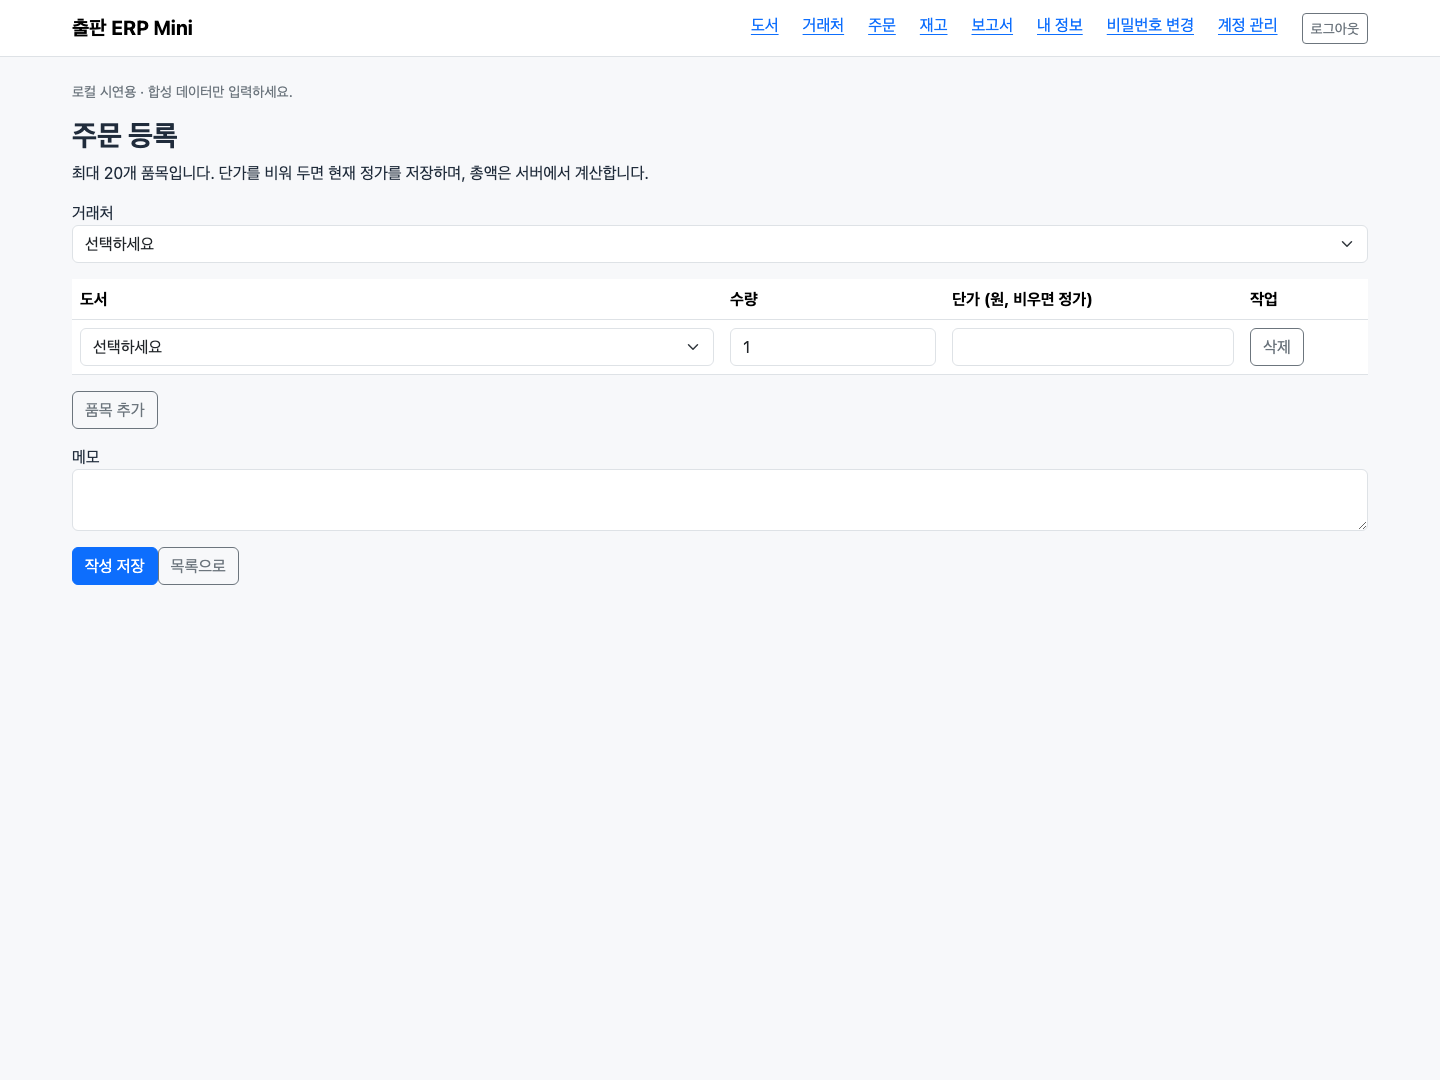 출판 ERP Mini
도서 거래처 주문 재고 보고서 내 정보 비밀번호 변경 계정 관리 로그아웃
로컬 시연용 · 합성 데이터만 입력하세요.
주문 등록
최대 20개 품목입니다. 단가를 비워 두면 현재 정가를 저장하며, 총액은 서버에서 계산합니다.
거래처
선택하세요
도서 수량 단가 (원, 비우면 정가) 작업
선택하세요 1 삭제
품목 추가
메모
작성 저장 목록으로